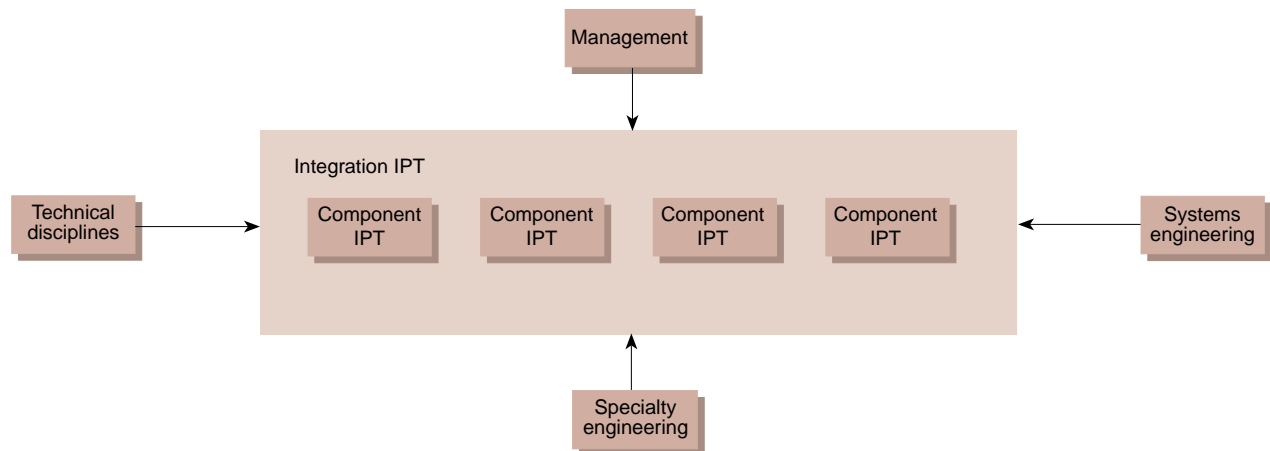 Management
Integration IPT
Technical
disciplines
Component
IPT
Component
IPT
Component
IPT
Component
IPT
Systems
engineering
Specialty
engineering